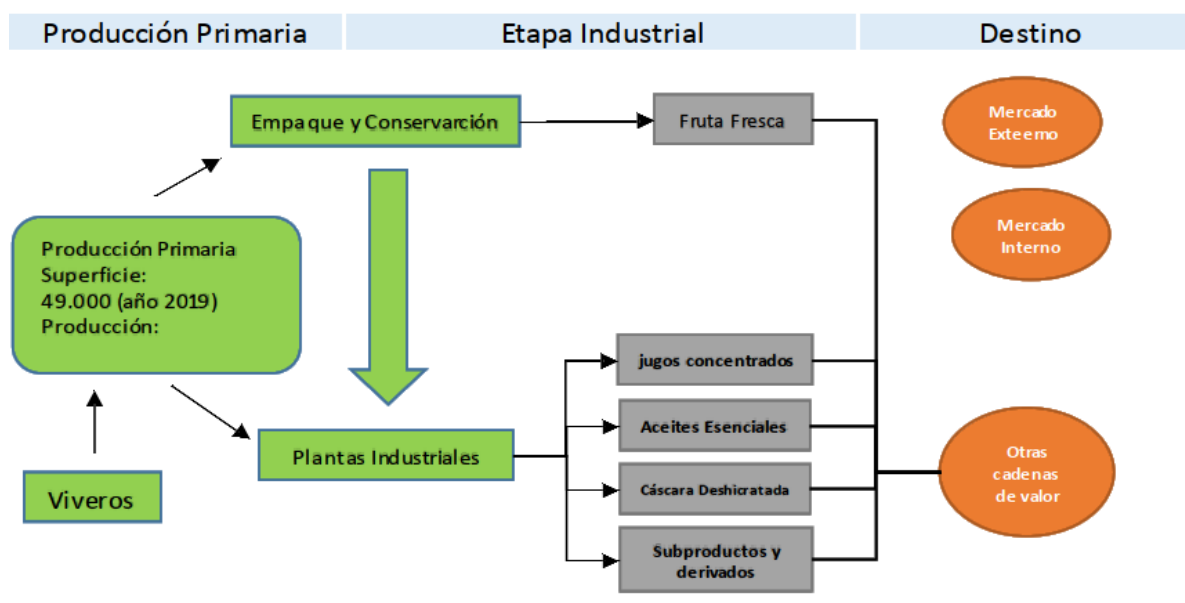 Producción Primaria
Etapa Industrial
Destino
Empaque y Conservarción
Fruta Fresca
Mercado
Exteerno
Mercado
Interno
Producción Primaria
Superficie:
49.000 (año 2019)
Producción:
jugos concentrados
Aceites Esenciales
Plantas Industriales
Cáscara Deshicratada
Viveros
Subproductos y
derivados
Otras
cadenas
de valor